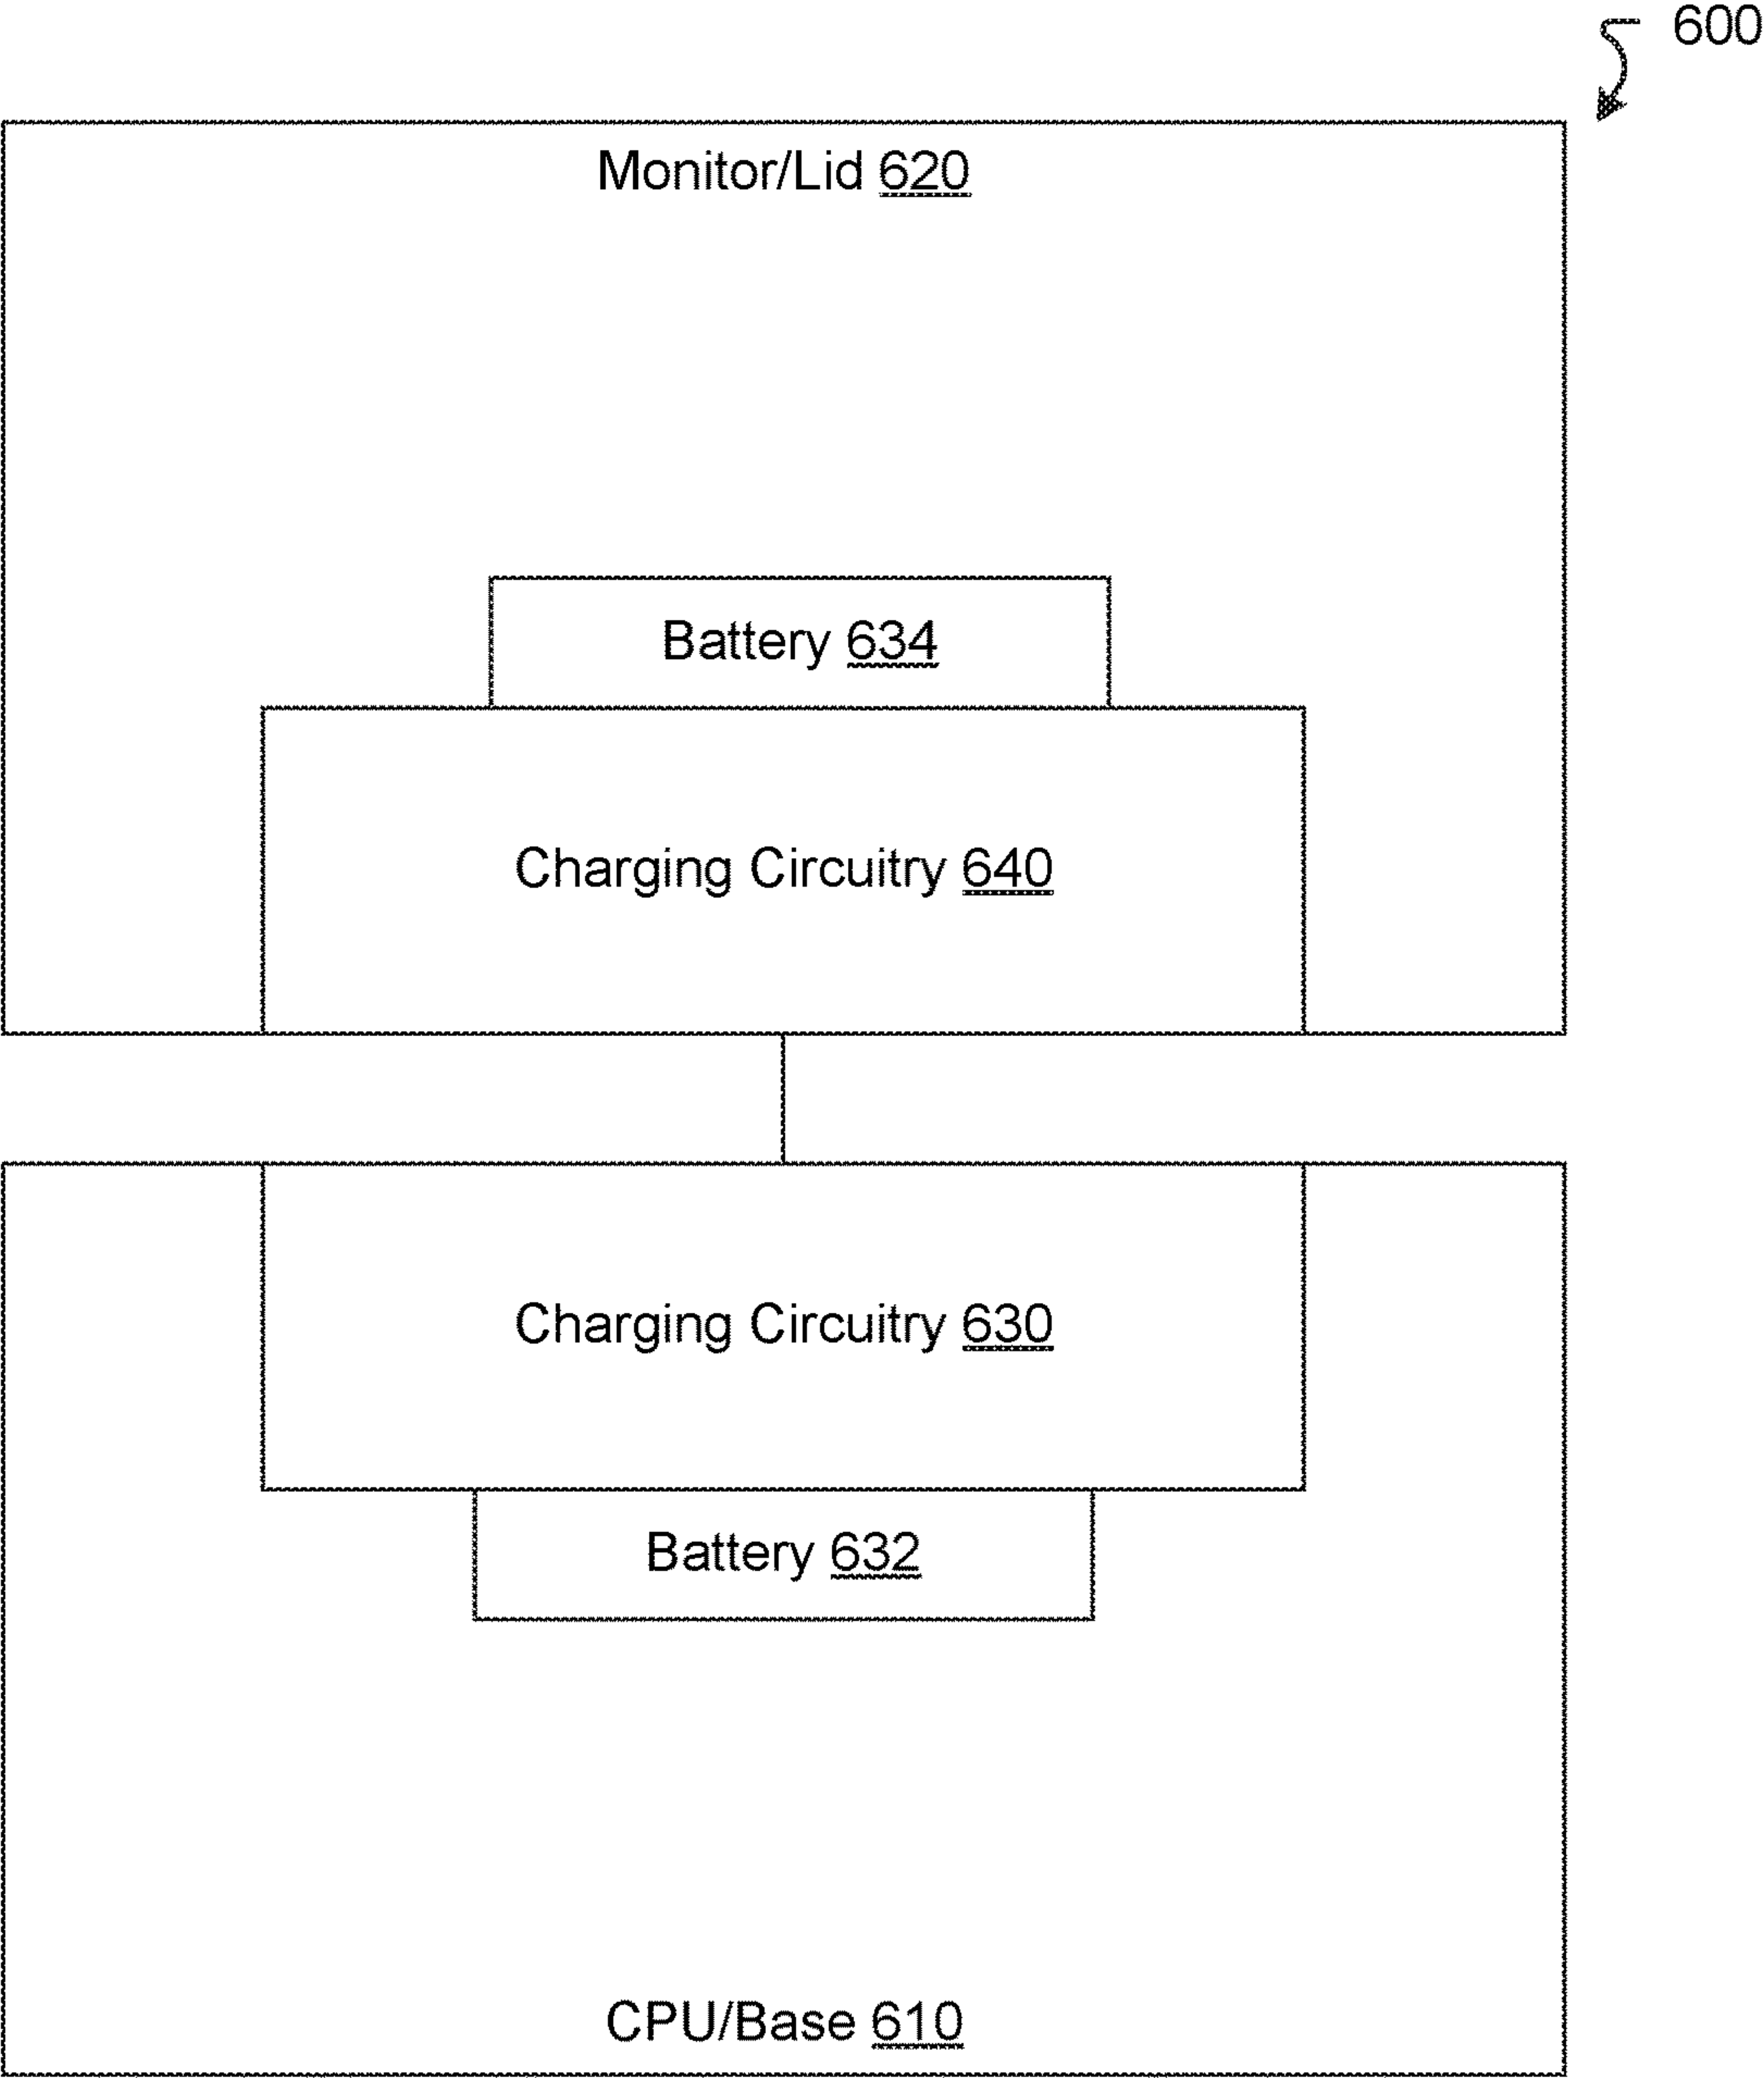 600
Monitor/Lid 620
Battery 634
Charging Circuitry 640
Charging Circuitry 630
Battery 632
CPU/Base 610